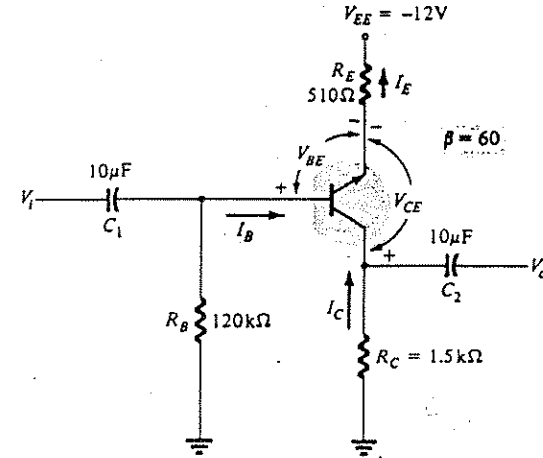 V_EE = -12V
R_E
510Ω
I_E
β = 60
V_BE
V_CE
10μF
V_i
C_1
I_B
10μF
V_o
C_2
R_B
120kΩ
I_C
R_C = 1.5kΩ